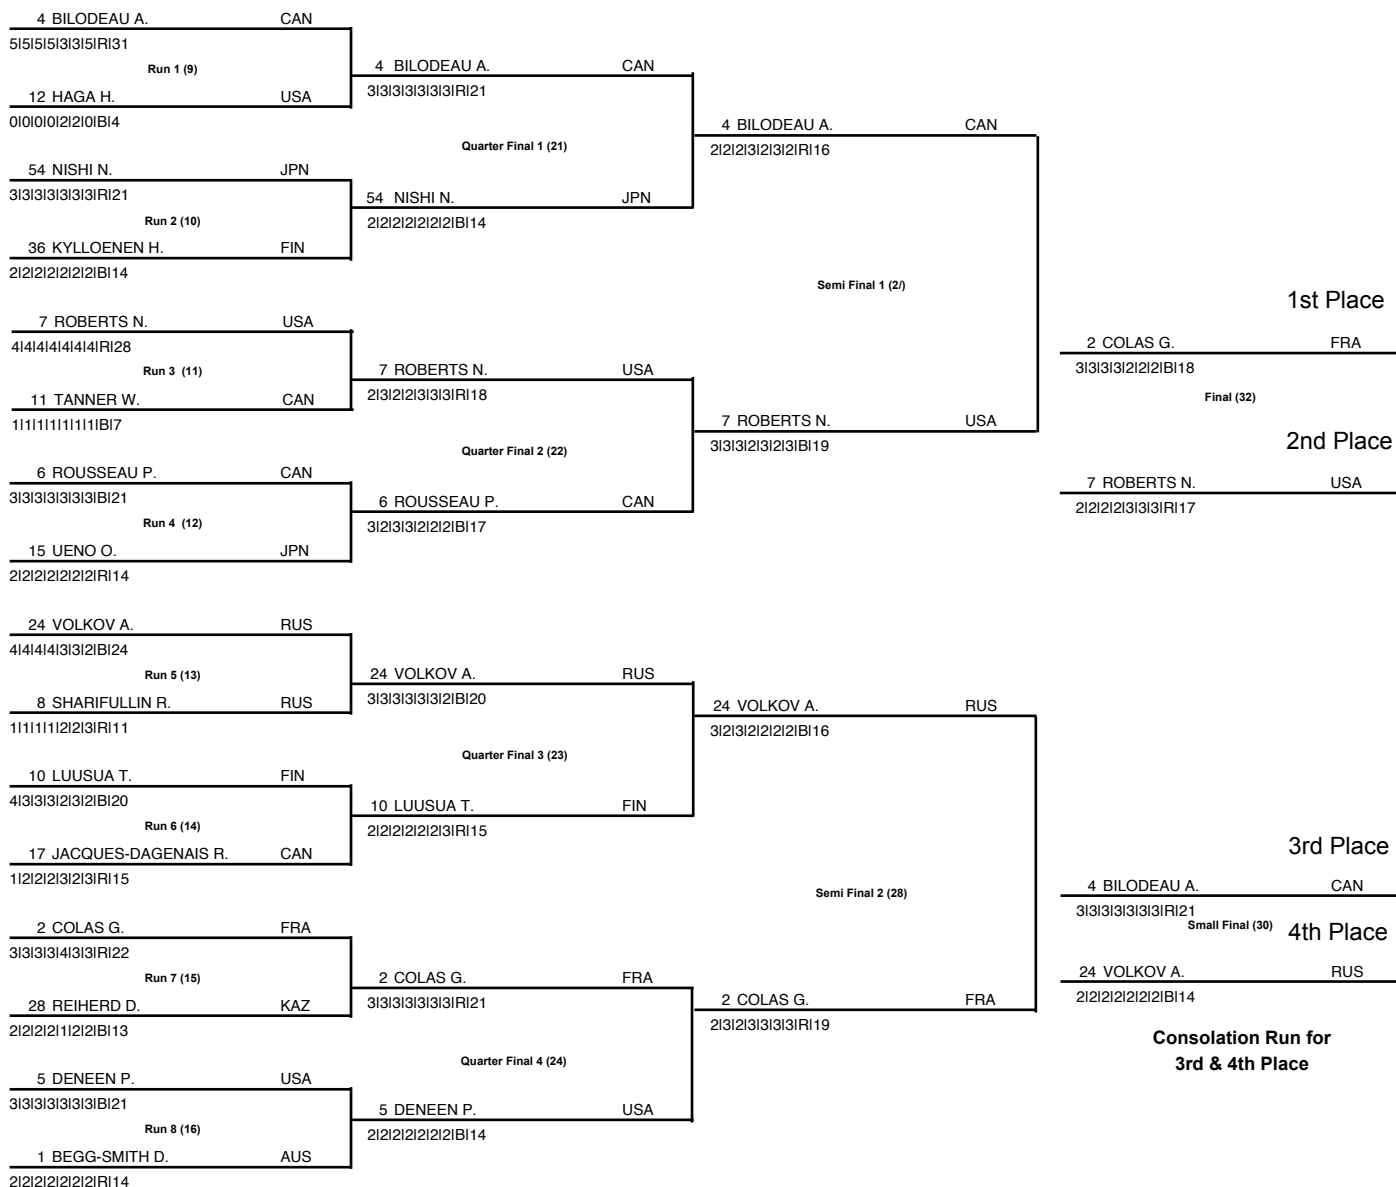 4 BILODEAU A. CAN
5|5|5|5|3|3|5|R|31
Run 1 (9)
12 HAGA H. USA
0|0|0|0|2|2|0|B|4
54 NISHI N. JPN
3|3|3|3|3|3|3|R|21
Run 2 (10)
36 KYLLOENEN H. FIN
2|2|2|2|2|2|2|B|14
7 ROBERTS N. USA
4|4|4|4|4|4|4|R|28
Run 3 (11)
11 TANNER W. CAN
1|1|1|1|1|1|1|B|7
6 ROUSSEAU P. CAN
3|3|3|3|3|3|3|B|21
Run 4 (12)
15 UENO O. JPN
2|2|2|2|2|2|2|R|14
24 VOLKOV A. RUS
4|4|4|4|3|3|2|B|24
Run 5 (13)
8 SHARIFULLIN R. RUS
1|1|1|1|2|2|3|R|11
10 LUUSUA T. FIN
4|3|3|3|2|3|2|B|20
Run 6 (14)
17 JACQUES-DAGENAIS R. CAN
1|2|2|2|3|2|3|R|15
2 COLAS G. FRA
3|3|3|3|4|3|3|R|22
Run 7 (15)
28 REIHERD D. KAZ
2|2|2|2|1|2|2|B|13
5 DENEEN P. USA
3|3|3|3|3|3|3|B|21
Run 8 (16)
1 BEGG-SMITH D. AUS
2|2|2|2|2|2|2|R|14
4 BILODEAU A. CAN
3|3|3|3|3|3|3|R|21
Quarter Final 1 (21)
54 NISHI N. JPN
2|2|2|2|2|2|2|B|14
7 ROBERTS N. USA
2|3|2|2|3|3|3|R|18
Quarter Final 2 (22)
6 ROUSSEAU P. CAN
3|2|3|3|2|2|2|B|17
24 VOLKOV A. RUS
3|3|3|3|3|3|2|B|20
Quarter Final 3 (23)
10 LUUSUA T. FIN
2|2|2|2|2|2|3|R|15
2 COLAS G. FRA
3|3|3|3|3|3|3|R|21
Quarter Final 4 (24)
5 DENEEN P. USA
2|2|2|2|2|2|2|B|14
4 BILODEAU A. CAN
2|2|2|3|2|3|2|R|16
Semi Final 1 (2/)
7 ROBERTS N. USA
3|3|3|2|3|2|3|B|19
24 VOLKOV A. RUS
3|2|3|2|2|2|2|B|16
Semi Final 2 (28)
2 COLAS G. FRA
2|3|2|3|3|3|3|R|19
1st Place
2 COLAS G. FRA
3|3|3|3|2|2|2|B|18
Final (32)
2nd Place
7 ROBERTS N. USA
2|2|2|2|3|3|3|R|17
3rd Place
4 BILODEAU A. CAN
3|3|3|3|3|3|3|R|21
Small Final (30)
4th Place
24 VOLKOV A. RUS
2|2|2|2|2|2|2|B|14
Consolation Run for
3rd & 4th Place